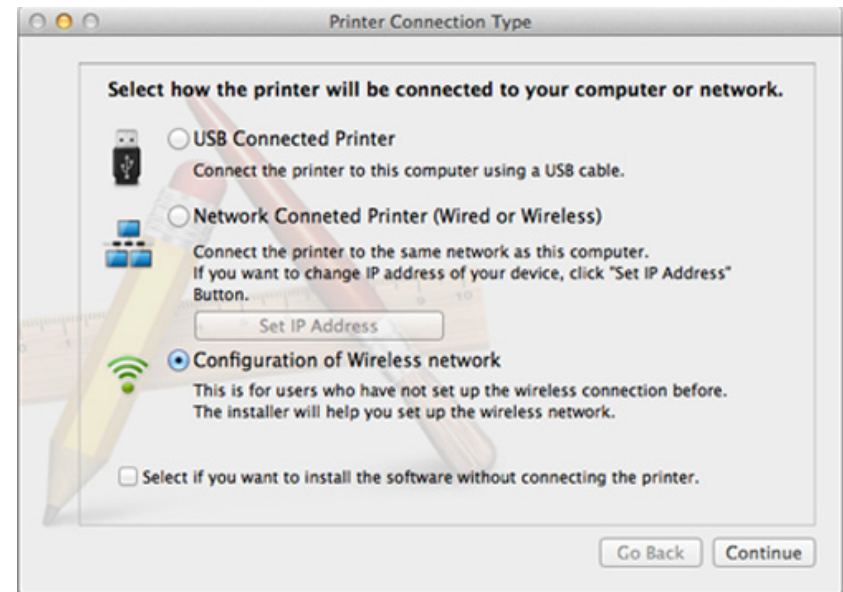 Printer Connection Type
Select how the printer will be connected to your computer or network.
USB Connected Printer
Connect the printer to this computer using a USB cable.
Network Conneted Printer (Wired or Wireless)
Connect the printer to the same network as this computer.
If you want to change IP address of your device, click "Set IP Address"
Button.
Set IP Address
Configuration of Wireless network
This is for users who have not set up the wireless connection before.
The installer will help you set up the wireless network.
Select if you want to install the software without connecting the printer.
Go Back Continue